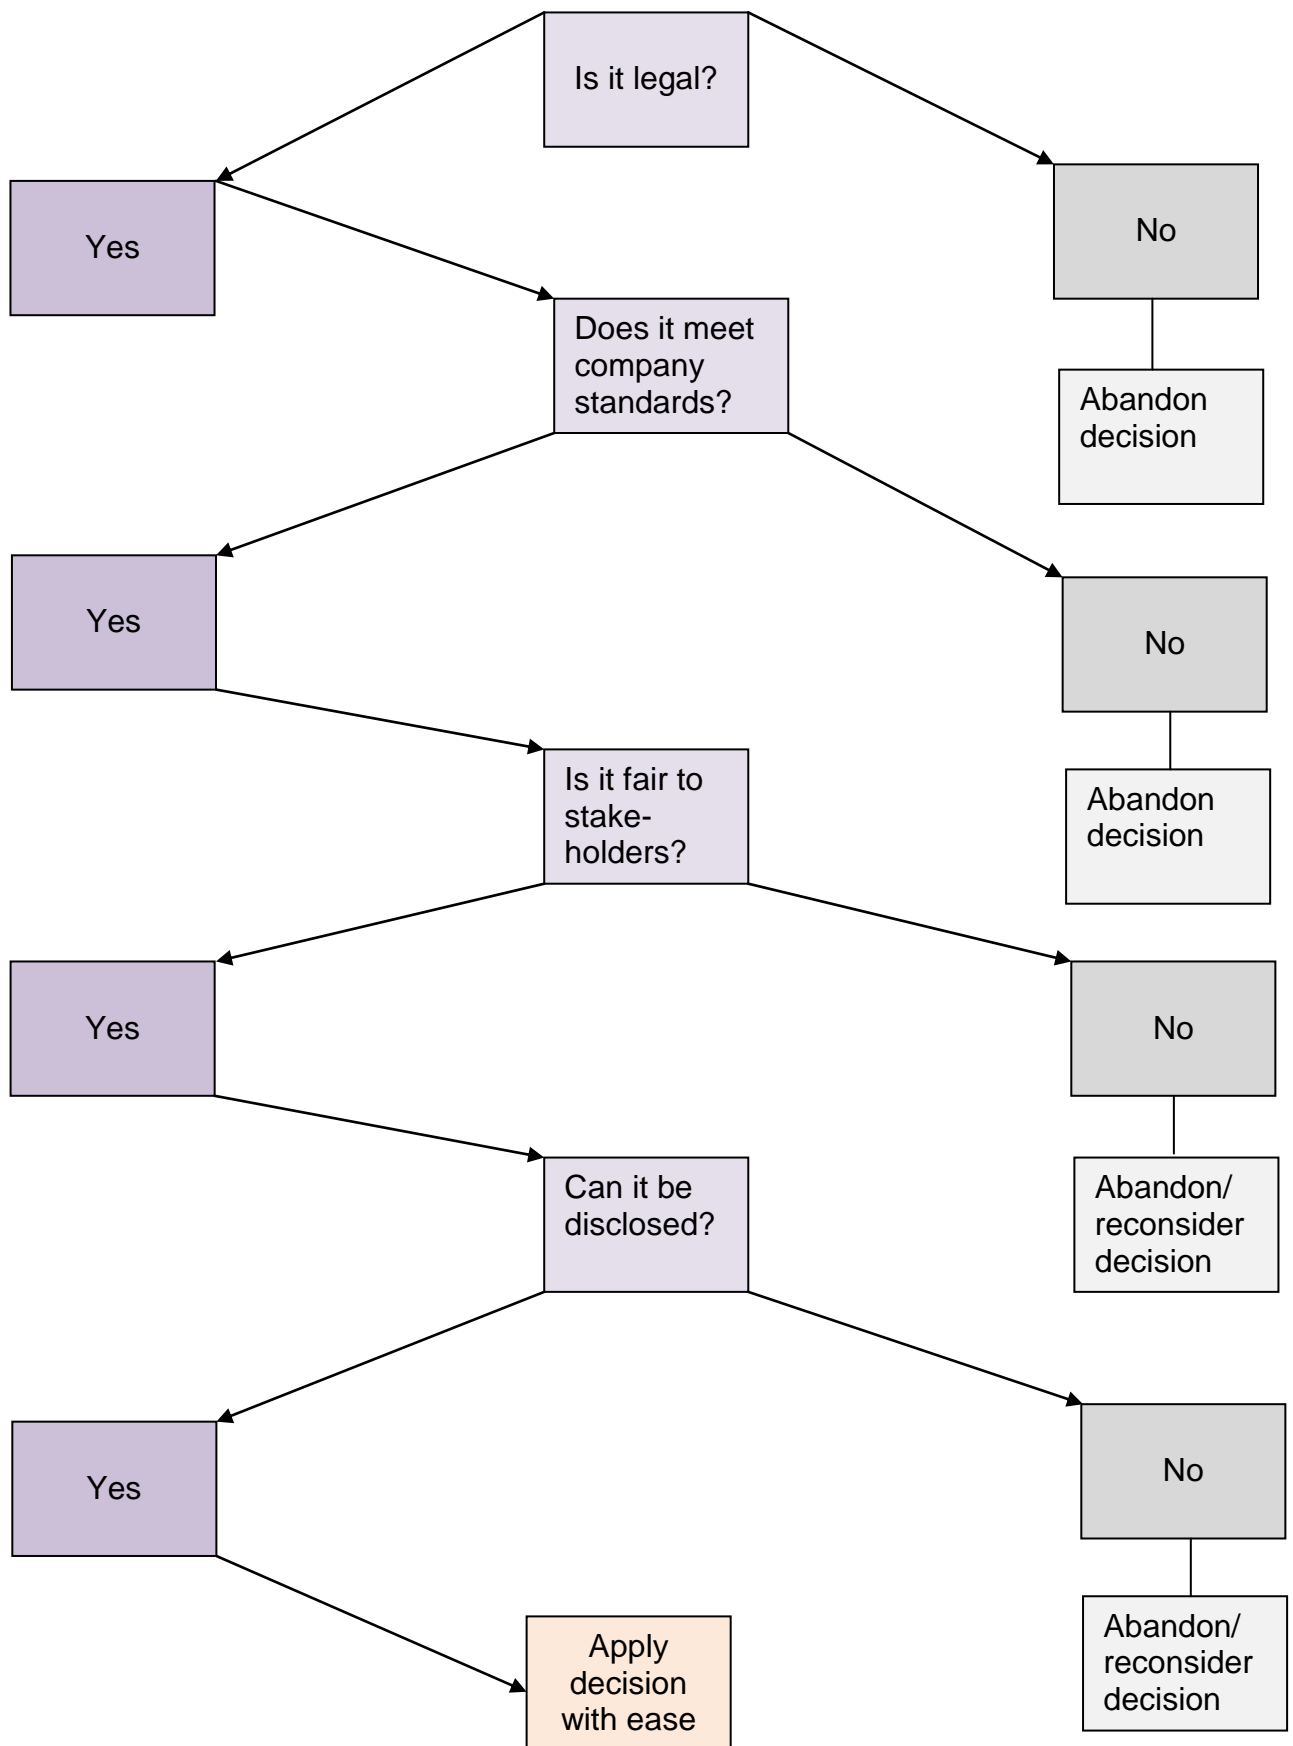 Is it legal?
Yes
No
Does it meet
company
standards?
Abandon
decision
Yes
No
Is it fair to
stake-
holders?
Abandon
decision
Yes
No
Can it be
disclosed?
Abandon/
reconsider
decision
Yes
No
Apply
decision
with ease
Abandon/
reconsider
decision